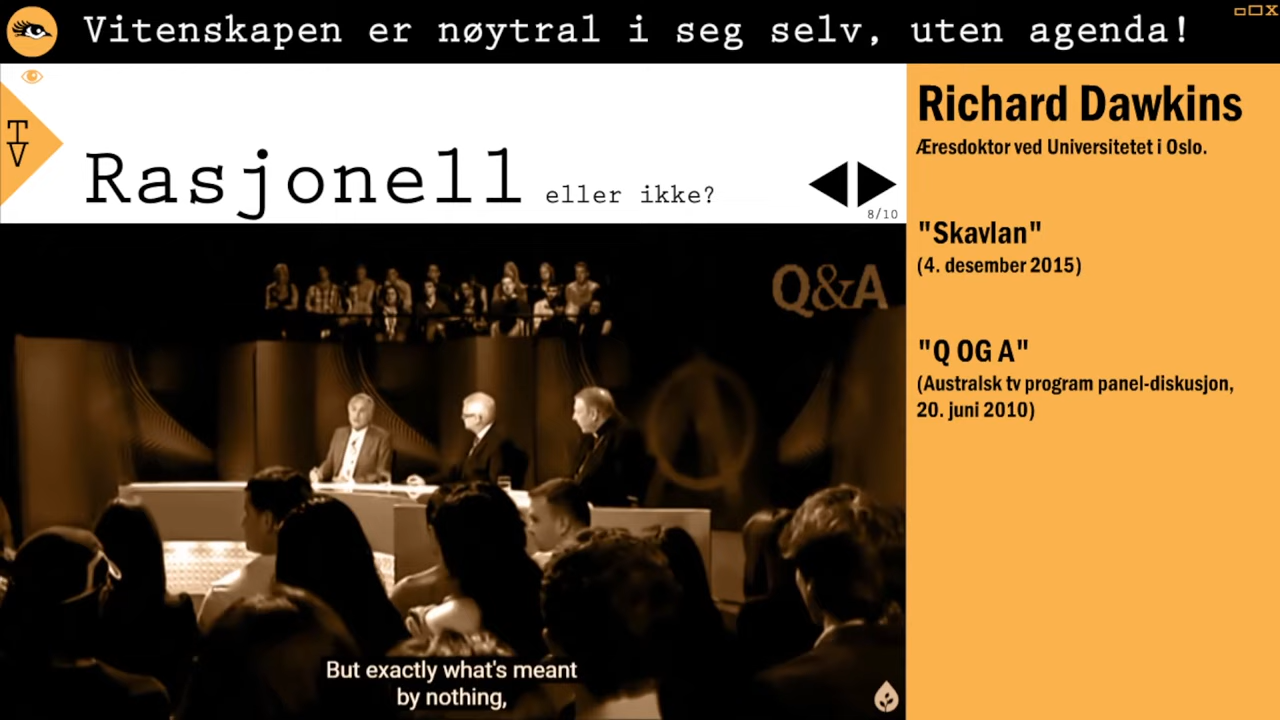 Vitenskapen er nøytral i seg selv, uten agenda!
TV
Rasjonell eller ikke?
8/10
Q&A
But exactly what's meant
by nothing,
Richard Dawkins
Æresdoktor ved Universitetet i Oslo.
"Skavlan"
(4. desember 2015)
"Q OG A"
(Australsk tv program panel-diskusjon,
20. juni 2010)